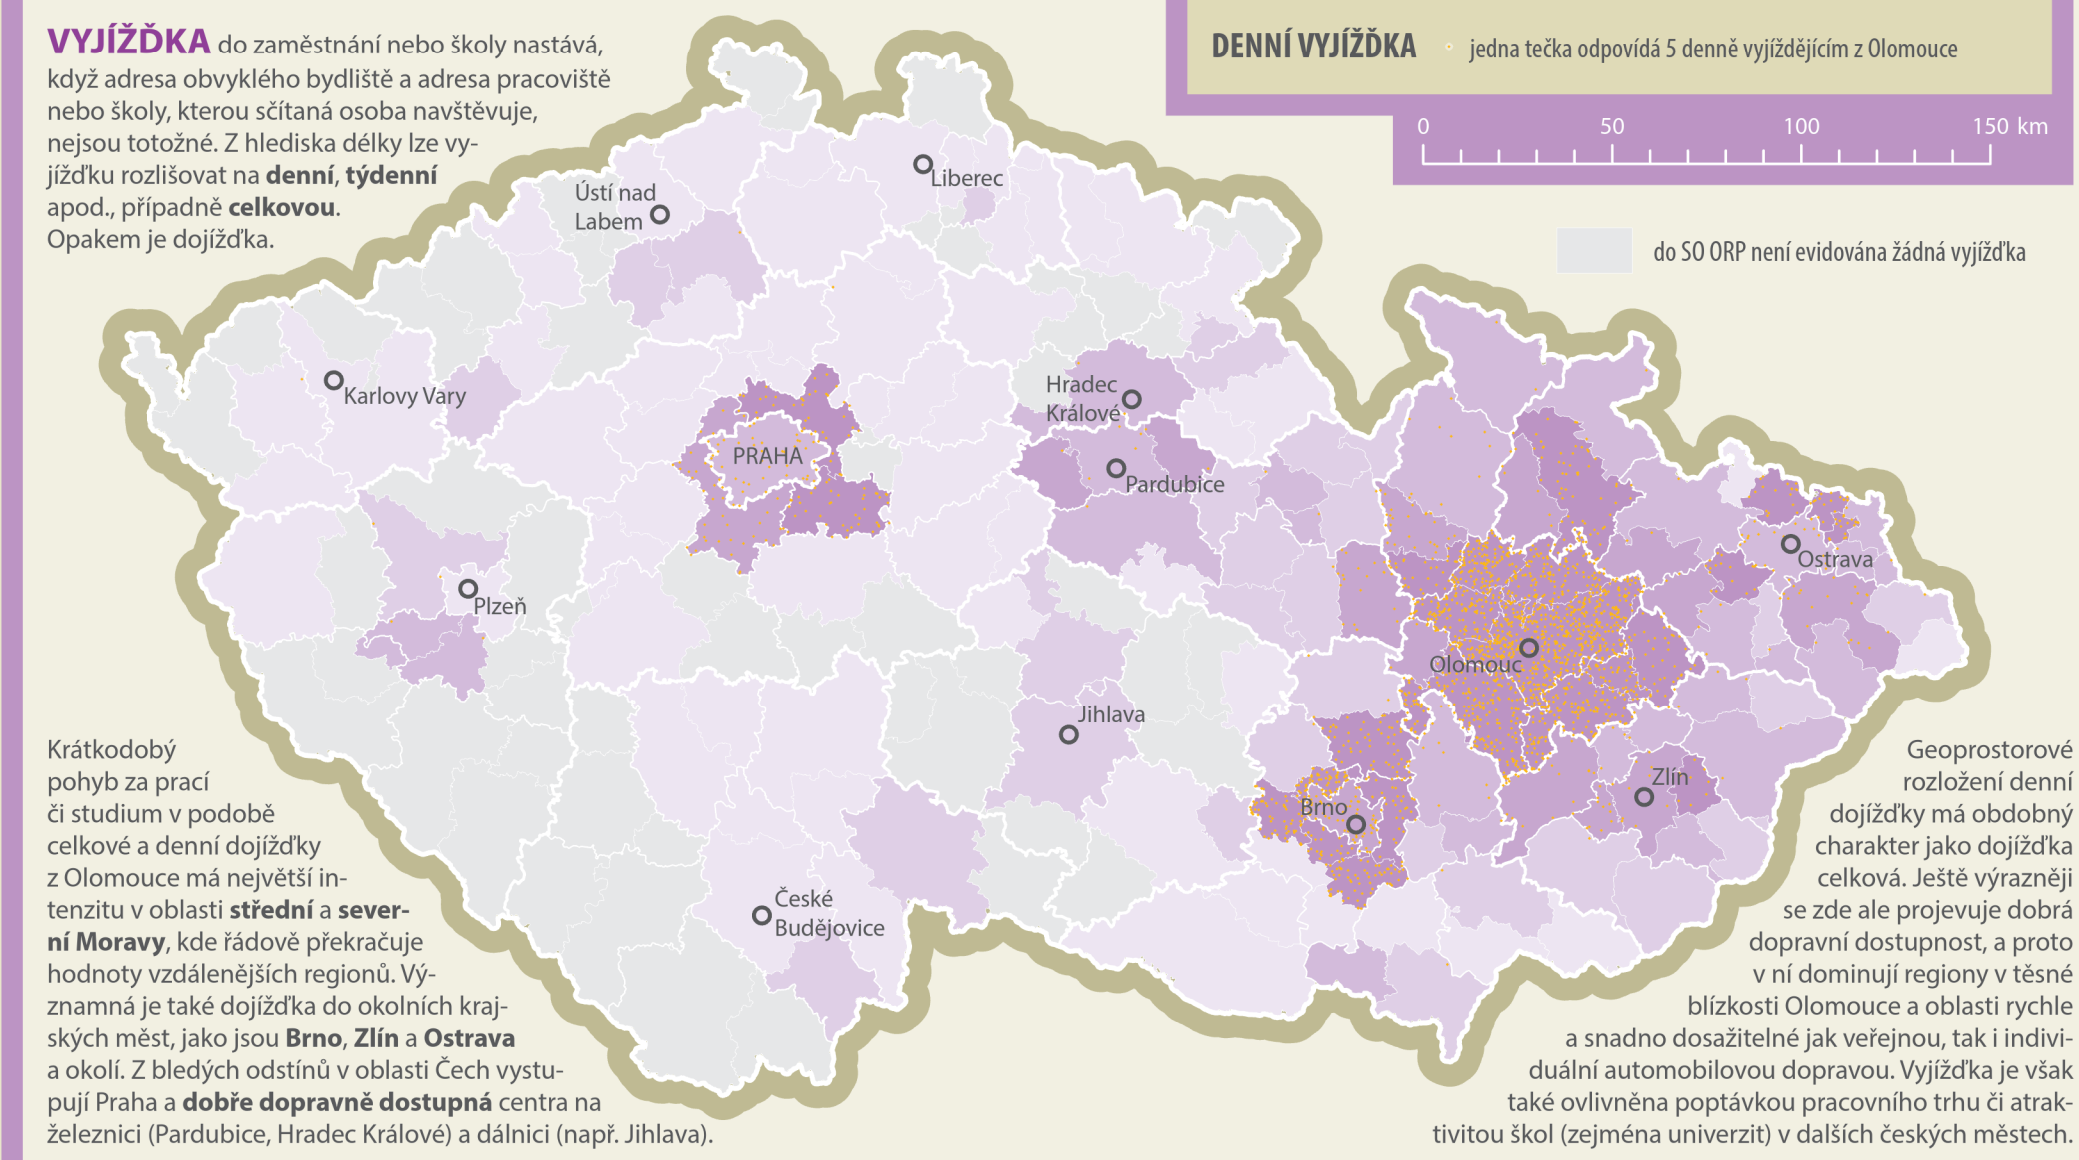 VYJÍŽĎKA do zaměstnání nebo školy nastává,
když adresa obvyklého bydliště a adresa pracoviště
nebo školy, kterou sčítaná osoba navštěvuje,
nejsou totožné. Z hlediska délky lze vy-
jížďku rozlišovat na denní, týdenní
apod., případně celkovou.
Opakem je dojížďka.
DENNÍ VYJÍŽĎKA
jedna tečka odpovídá 5 denně vyjíždějícím z Olomouce
0 50 100 150 km
do SO ORP není evidována žádná vyjížďka
Ústí nad
Labem
Liberec
Karlovy Vary
Hradec
Králové
PRAHA
Pardubice
Plzeň
Ostrava
Olomouc
Jihlava
Zlín
Brno
České
Budějovice
Krátkodobý
pohyb za prací
či studium v podobě
celkové a denní dojížďky
z Olomouce má největší in-
tenzitu v oblasti střední a sever-
ní Moravy, kde řádově překračuje
hodnoty vzdálenějších regionů. Vý-
znamná je také dojížďka do okolních kraj-
ských měst, jako jsou Brno, Zlín a Ostrava
a okolí. Z bledých odstínů v oblasti Čech vystu-
pují Praha a dobře dopravně dostupná centra na
železnici (Pardubice, Hradec Králové) a dálnici (např. Jihlava).
Geoprostorové
rozložení denní
dojížďky má obdobný
charakter jako dojížďka
celková. Ještě výrazněji
se zde ale projevuje dobrá
dopravní dostupnost, a proto
v ní dominují regiony v těsné
blízkosti Olomouce a oblasti rychle
a snadno dosažitelné jak veřejnou, tak i indivi-
duální automobilovou dopravou. Vyjížďka je však
také ovlivněna poptávkou pracovního trhu či atrak-
tivitou škol (zejména univerzit) v dalších českých městech.